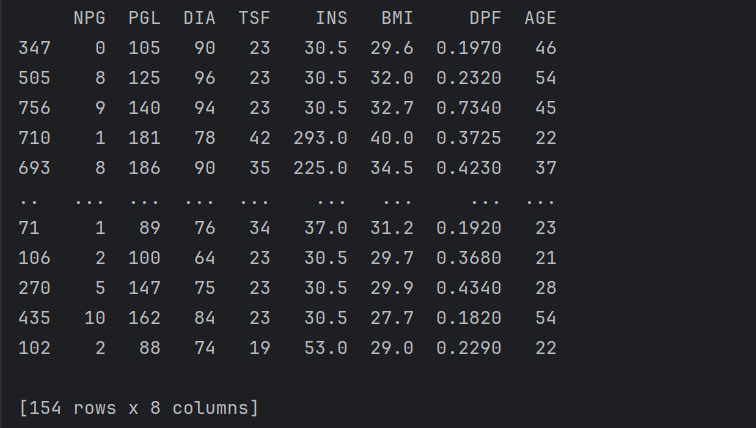 NPG  PGL  DIA  TSF    INS   BMI     DPF  AGE
347    0  105   90   23   30.5  29.6  0.1970   46
505    8  125   96   23   30.5  32.0  0.2320   54
756    9  140   94   23   30.5  32.7  0.7340   45
710    1  181   78   42  293.0  40.0  0.3725   22
693    8  186   90   35  225.0  34.5  0.4230   37
..   ...  ...  ...  ...    ...   ...     ...  ...
71     1   89   76   34   37.0  31.2  0.1920   23
106    2  100   64   23   30.5  29.7  0.3680   21
270    5  147   75   23   30.5  29.9  0.4340   28
435   10  162   84   23   30.5  27.7  0.1820   54
102    2   88   74   19   53.0  29.0  0.2290   22
[154 rows x 8 columns]